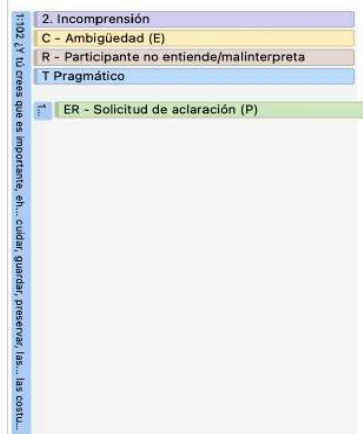 1:102 ¿Y tú crees que es importante, eh... cuidar, guardar, preservar, las... las costu...
2. Incomprensión
C - Ambigüedad (E)
R - Participante no entiende/malinterpreta
T Pragmático
1...
ER - Solicitud de aclaración (P)